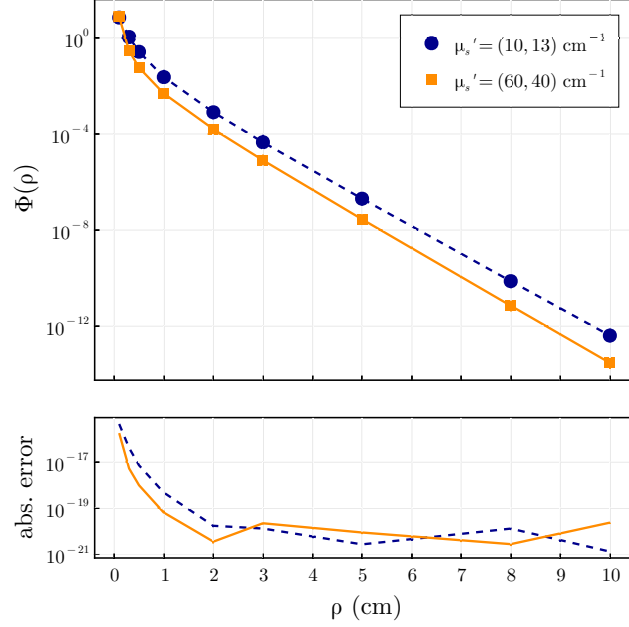 10⁰
10⁻⁴
10⁻⁸
10⁻¹²
Φ(ρ)
μₛ′ = (10, 13) cm⁻¹
μₛ′ = (60, 40) cm⁻¹
10⁻¹⁷
10⁻¹⁹
10⁻²¹
abs. error
0 1 2 3 4 5 6 7 8 9 10
ρ (cm)